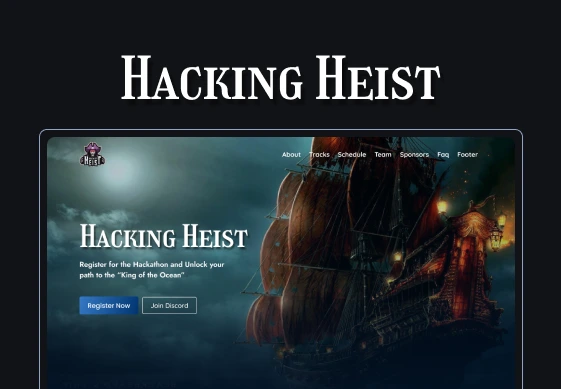 Hacking Heist
HEIST
About Tracks Schedule Team Sponsors Faq Footer
Hacking Heist
Register for the Hackathon and Unlock your
path to the "King of the Ocean"
Register Now Join Discord